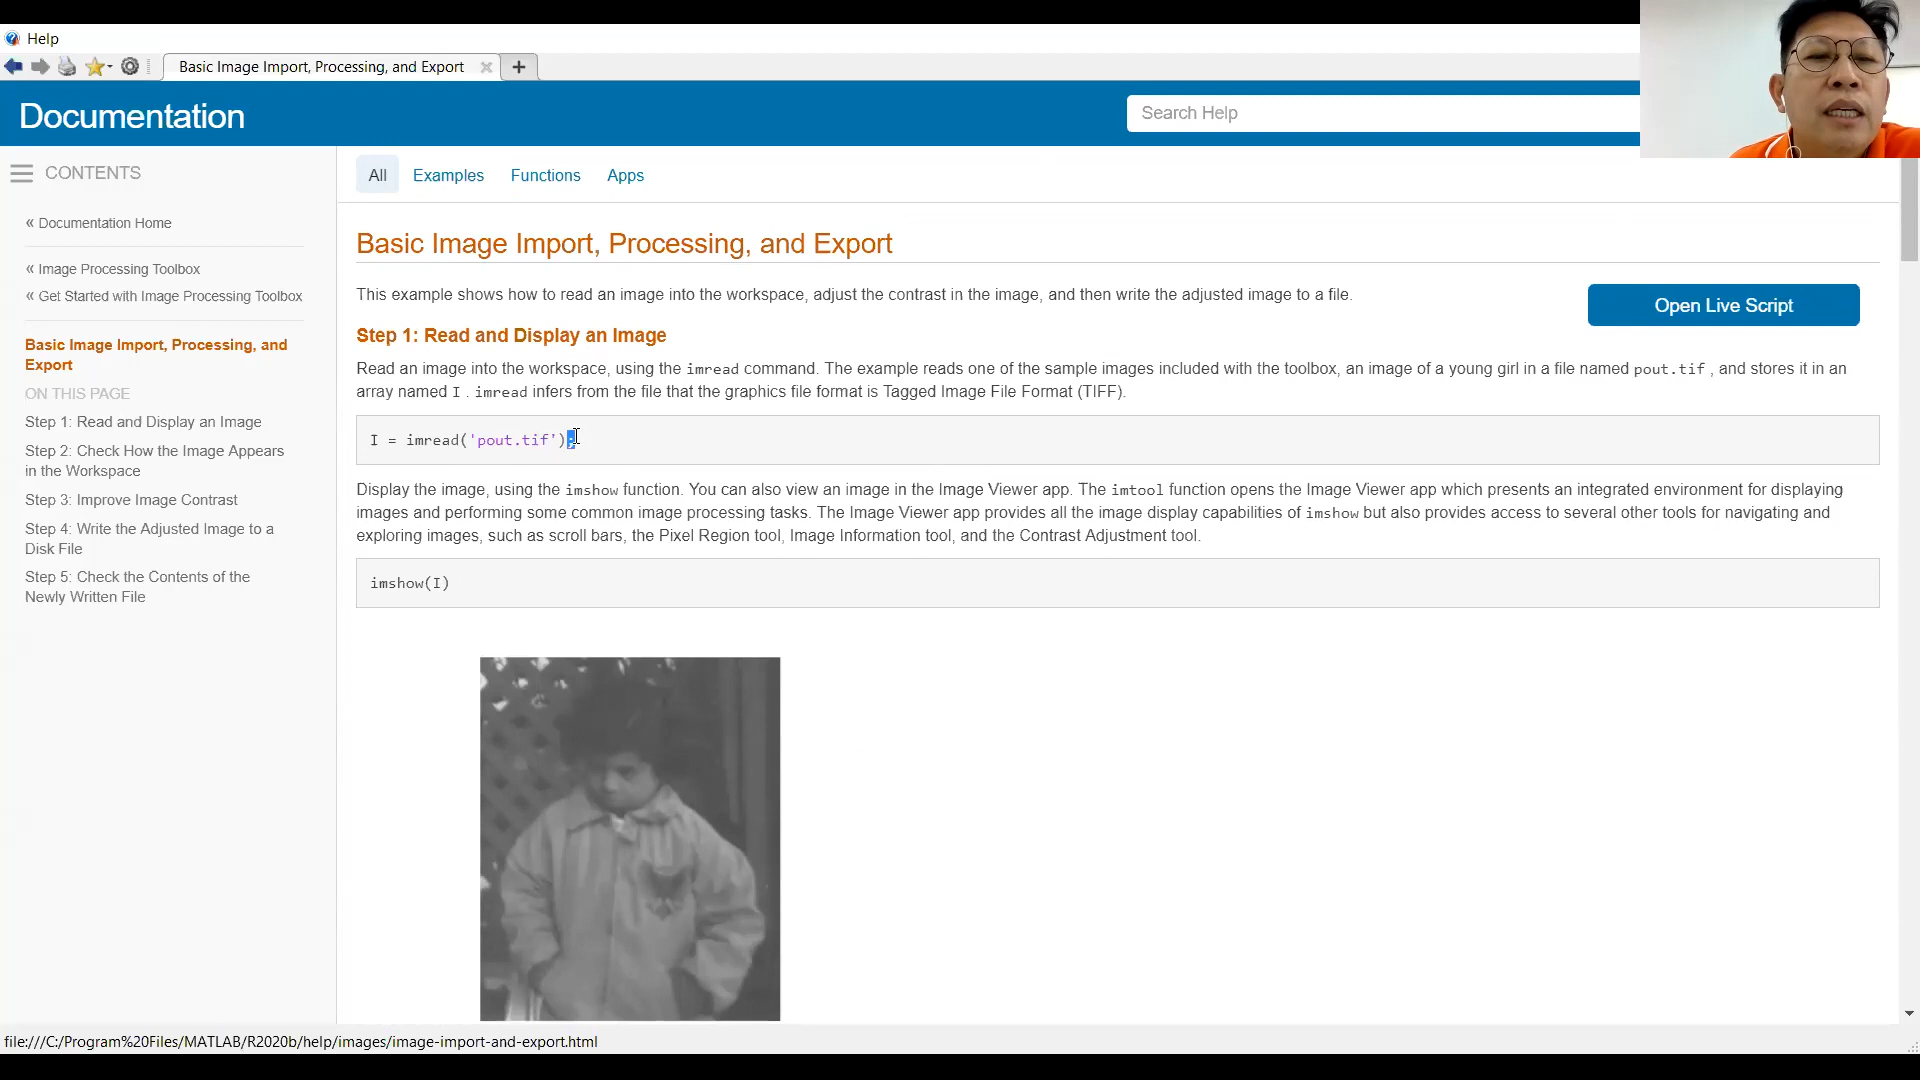 Help
Basic Image Import, Processing, and Export
Documentation
Search Help
CONTENTS
« Documentation Home
« Image Processing Toolbox
« Get Started with Image Processing Toolbox
Basic Image Import, Processing, and
Export
ON THIS PAGE
Step 1: Read and Display an Image
Step 2: Check How the Image Appears
in the Workspace
Step 3: Improve Image Contrast
Step 4: Write the Adjusted Image to a
Disk File
Step 5: Check the Contents of the
Newly Written File
All Examples Functions Apps
Basic Image Import, Processing, and Export
This example shows how to read an image into the workspace, adjust the contrast in the image, and then write the adjusted image to a file.
Open Live Script
Step 1: Read and Display an Image
Read an image into the workspace, using the imread command. The example reads one of the sample images included with the toolbox, an image of a young girl in a file named pout.tif , and stores it in an
array named I . imread infers from the file that the graphics file format is Tagged Image File Format (TIFF).
I = imread('pout.tif');
Display the image, using the imshow function. You can also view an image in the Image Viewer app. The imtool function opens the Image Viewer app which presents an integrated environment for displaying
images and performing some common image processing tasks. The Image Viewer app provides all the image display capabilities of imshow but also provides access to several other tools for navigating and
exploring images, such as scroll bars, the Pixel Region tool, Image Information tool, and the Contrast Adjustment tool.
imshow(I)
file:///C:/Program%20Files/MATLAB/R2020b/help/images/image-import-and-export.html